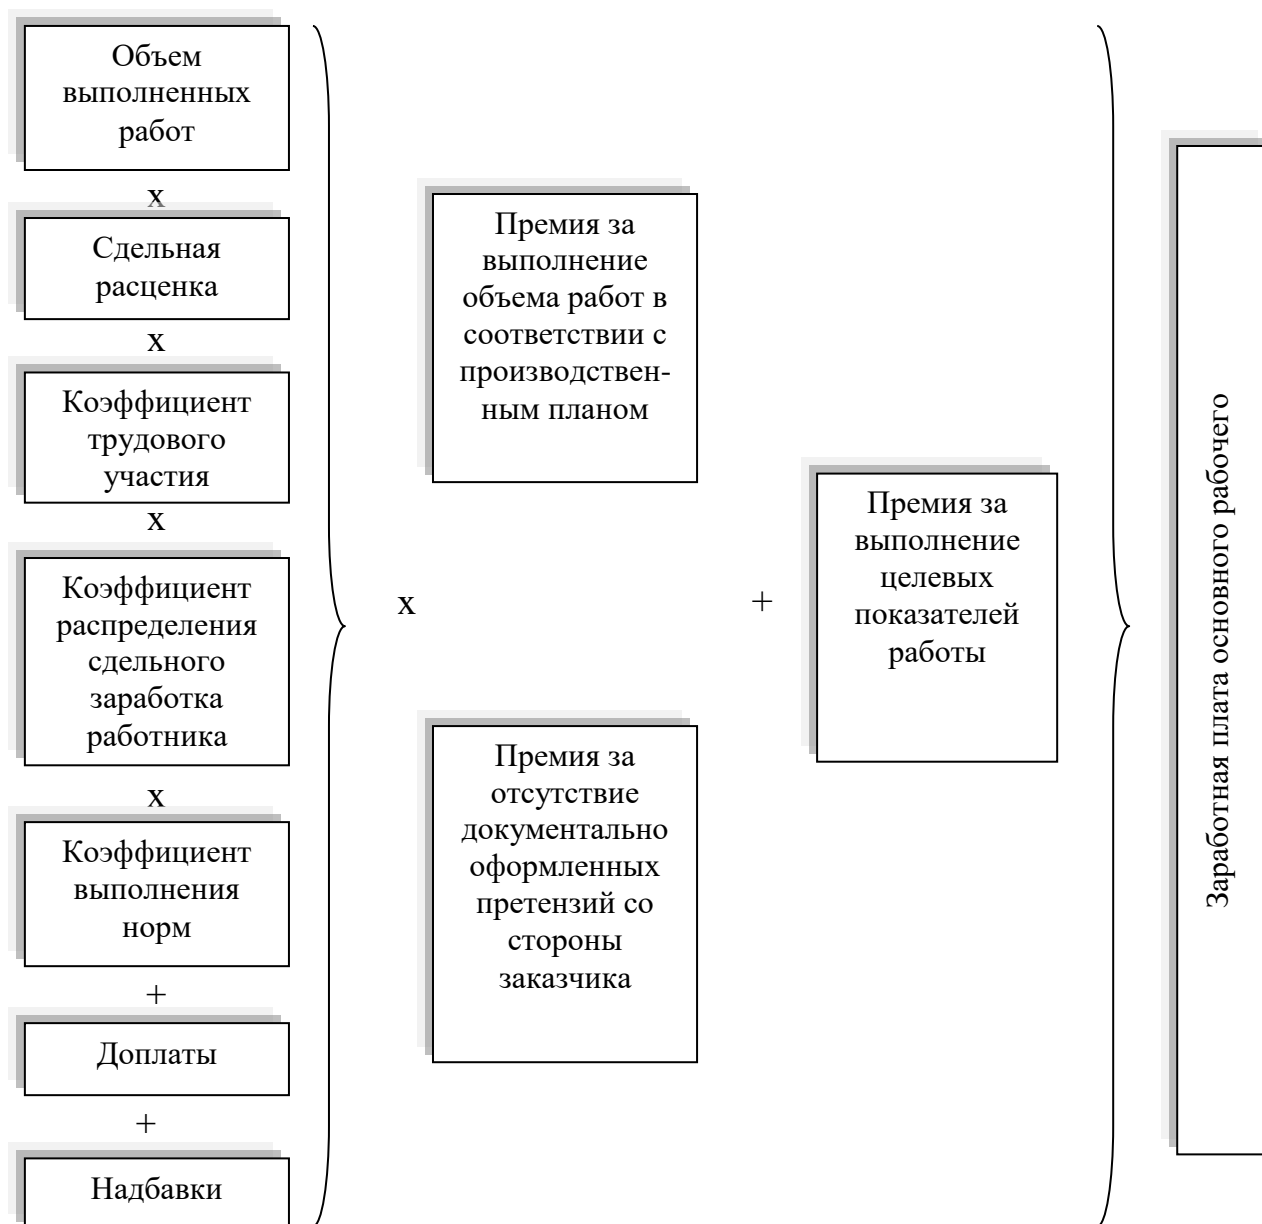 Объем
выполненных
работ
х
Сдельная
расценка
х
Коэффициент
трудового
участия
х
Коэффициент
распределения
сдельного
заработка
работника
х
Коэффициент
выполнения
норм
+
Доплаты
+
Надбавки
х
Премия за
выполнение
объема работ в
соответствии с
производствен-
ным планом
Премия за
отсутствие
документально
оформленных
претензий со
стороны
заказчика
+
Премия за
выполнение
целевых
показателей
работы
Заработная плата основного рабочего